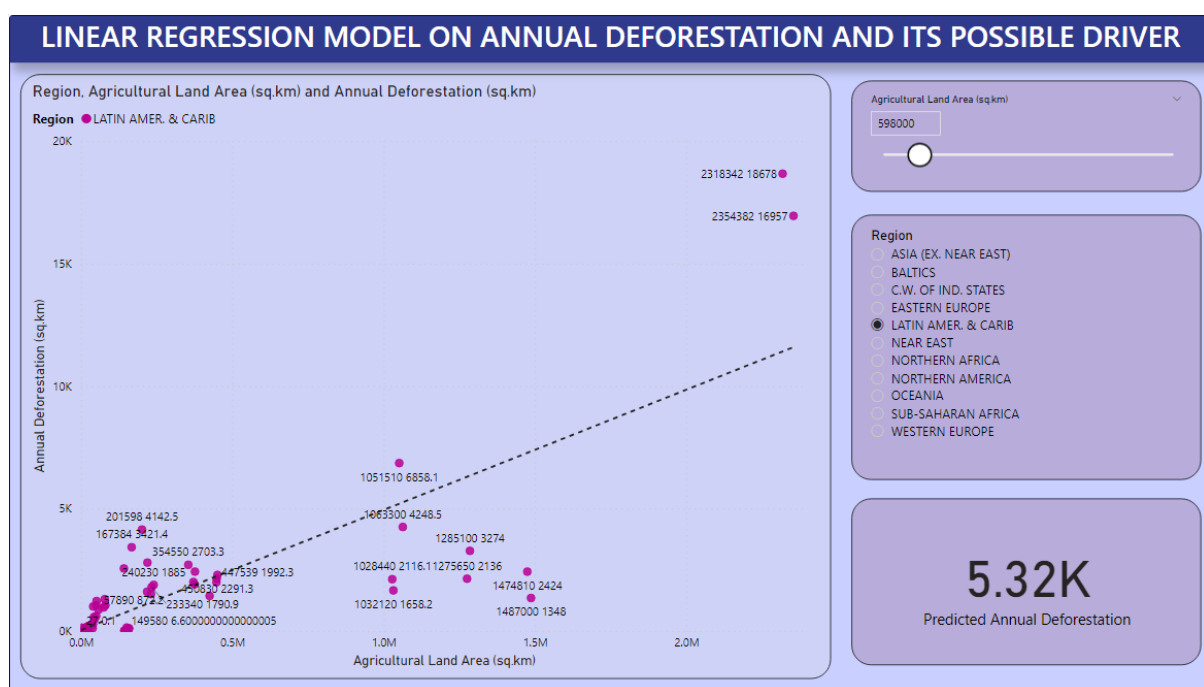 LINEAR REGRESSION MODEL ON ANNUAL DEFORESTATION AND ITS POSSIBLE DRIVER
Region, Agricultural Land Area (sq.km) and Annual Deforestation (sq.km)
Region LATIN AMER. & CARIB
20K
2318342 18678
2354382 16957
15K
Annual Deforestation (sq.km)
10K
1051510 6858.1
5K
201598 4142.5
1063300 4248.5
167384 3421.4
354550 2703.3
1285100 3274
240230 1885
447539 1992.3
1028440 2116.1
1275650 2136
1474810 2424
450830 2291.3
233340 1790.9
1032120 1658.2
1487000 1348
149580 6.6000000000000005
0K
0.0M
0.5M
1.0M
1.5M
2.0M
Agricultural Land Area (sq.km)
Agricultural Land Area (sq.km)
598000
Region
ASIA (EX. NEAR EAST)
BALTICS
C.W. OF IND. STATES
EASTERN EUROPE
LATIN AMER. & CARIB
NEAR EAST
NORTHERN AFRICA
NORTHERN AMERICA
OCEANIA
SUB-SAHARAN AFRICA
WESTERN EUROPE
5.32K
Predicted Annual Deforestation